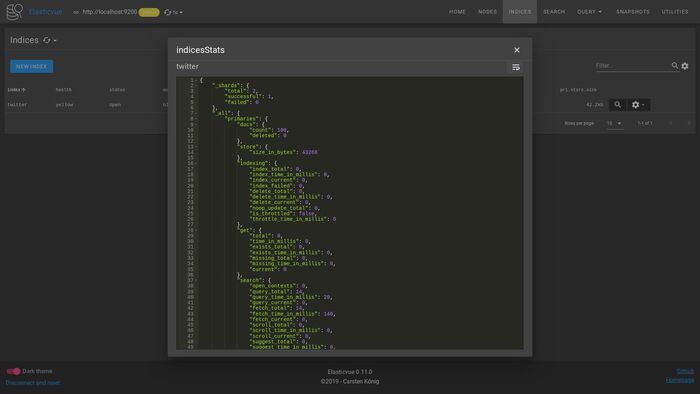 Elasticvue
http://localhost:9200
5s
HOME
NODES
INDICES
SEARCH
QUERY
SNAPSHOTS
UTILITIES
Indices
NEW INDEX
Filter...
index
health
status
pri.store.size
twitter
yellow
open
42.2kb
Rows per page
10
1-1 of 1
indicesStats
twitter
1 {
2 "_shards": {
3 "total": 2,
4 "successful": 1,
5 "failed": 0
6 },
7 "_all": {
8 "primaries": {
9 "docs": {
10 "count": 100,
11 "deleted": 0
12 },
13 "store": {
14 "size_in_bytes": 43260
15 },
16 "indexing": {
17 "index_total": 0,
18 "index_time_in_millis": 0,
19 "index_current": 0,
20 "index_failed": 0,
21 "delete_total": 0,
22 "delete_time_in_millis": 0,
23 "delete_current": 0,
24 "noop_update_total": 0,
25 "is_throttled": false,
26 "throttle_time_in_millis": 0
27 },
28 "get": {
29 "total": 0,
30 "time_in_millis": 0,
31 "exists_total": 0,
32 "exists_time_in_millis": 0,
33 "missing_total": 0,
34 "missing_time_in_millis": 0,
35 "current": 0
36 },
37 "search": {
38 "open_contexts": 0,
39 "query_total": 14,
40 "query_time_in_millis": 20,
41 "query_current": 0,
42 "fetch_total": 14,
43 "fetch_time_in_millis": 140,
44 "fetch_current": 0,
45 "scroll_total": 0,
46 "scroll_time_in_millis": 0,
47 "scroll_current": 0,
48 "suggest_total": 0,
49 "suggest_time_in_millis": 0,
Dark theme
Disconnect and reset
Elasticvue 0.11.0
©2019 - Carsten König
Github
Homepage